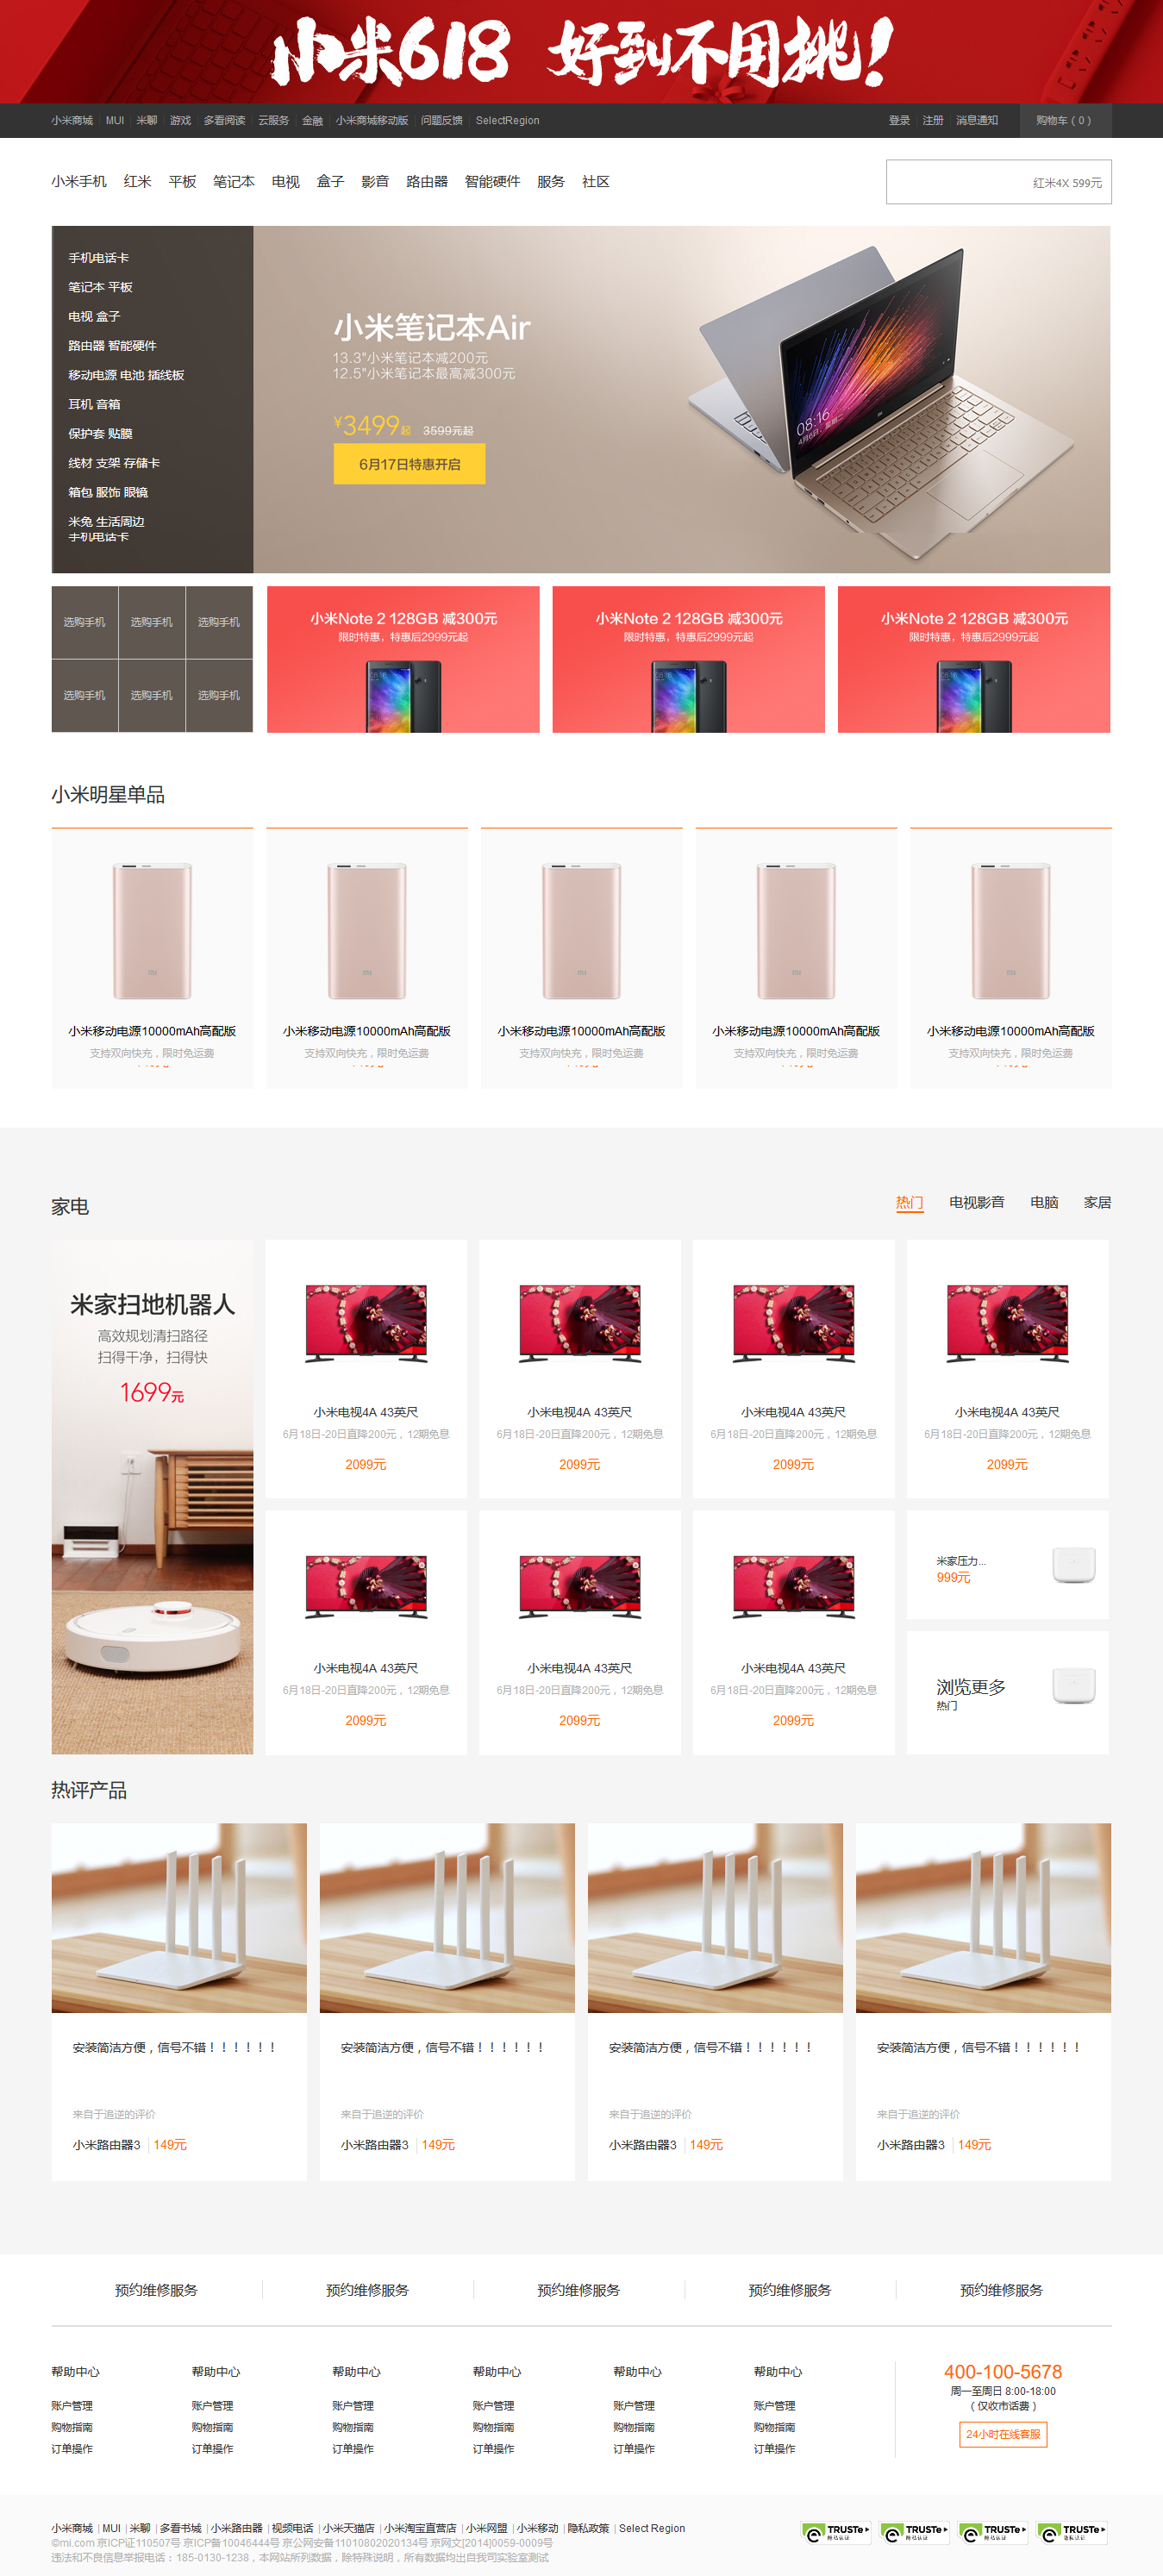 小米618 好到不用挑!
小米商城 MUI 米聊 游戏 多看阅读 云服务 金融 小米商城移动版 问题反馈 SelectRegion 登录 注册 消息通知 购物车 ( 0 )
小米手机 红米 平板 笔记本 电视 盒子 影音 路由器 智能硬件 服务 社区 红米4X 599元
手机电话卡
笔记本 平板
电视 盒子
路由器 智能硬件
移动电源 电池 插线板
耳机 音箱
保护套 贴膜
线材 支架 存储卡
箱包 服饰 眼镜
米兔 生活周边
手机电话卡
小米笔记本Air
13.3"小米笔记本减200元
12.5"小米笔记本最高减300元
¥3499起 3599元起
6月17日特惠开启
08:16
选购手机 选购手机 选购手机
选购手机 选购手机 选购手机
小米Note 2 128GB 减300元 小米Note 2 128GB 减300元 小米Note 2 128GB 减300元
限时特惠，特惠后2999元起 限时特惠，特惠后2999元起 限时特惠，特惠后2999元起
小米明星单品
mi mi mi mi mi
小米移动电源10000mAh高配版 小米移动电源10000mAh高配版 小米移动电源10000mAh高配版 小米移动电源10000mAh高配版 小米移动电源10000mAh高配版
支持双向快充，限时免运费 支持双向快充，限时免运费 支持双向快充，限时免运费 支持双向快充，限时免运费 支持双向快充，限时免运费
家电 热门 电视影音 电脑 家居
米家扫地机器人
高效规划清扫路径
扫得干净，扫得快
1699元
小米电视4A 43英尺 小米电视4A 43英尺 小米电视4A 43英尺 小米电视4A 43英尺
6月18日-20日直降200元，12期免息 6月18日-20日直降200元，12期免息 6月18日-20日直降200元，12期免息 6月18日-20日直降200元，12期免息
2099元 2099元 2099元 2099元
小米电视4A 43英尺 小米电视4A 43英尺 小米电视4A 43英尺
6月18日-20日直降200元，12期免息 6月18日-20日直降200元，12期免息 6月18日-20日直降200元，12期免息
2099元 2099元 2099元
米家压力...
999元
浏览更多
热门
热评产品
安装简洁方便，信号不错！！！！！！ 安装简洁方便，信号不错！！！！！！ 安装简洁方便，信号不错！！！！！！ 安装简洁方便，信号不错！！！！！！
来自于追逆的评价 来自于追逆的评价 来自于追逆的评价 来自于追逆的评价
小米路由器3 149元 小米路由器3 149元 小米路由器3 149元 小米路由器3 149元
预约维修服务 预约维修服务 预约维修服务 预约维修服务 预约维修服务
帮助中心 帮助中心 帮助中心 帮助中心 帮助中心 帮助中心
账户管理 账户管理 账户管理 账户管理 账户管理 账户管理
购物指南 购物指南 购物指南 购物指南 购物指南 购物指南
订单操作 订单操作 订单操作 订单操作 订单操作 订单操作
400-100-5678
周一至周日 8:00-18:00
（仅收市话费）
24小时在线客服
小米商城 | MUI | 米聊 | 多看书城 | 小米路由器 | 视频电话 | 小米天猫店 | 小米淘宝直营店 | 小米网盟 | 小米移动 | 隐私政策 | Select Region
©mi.com 京ICP证110507号 京ICP备10046444号 京公网安备11010802020134号 京网文[2014]0059-0009号
违法和不良信息举报电话：185-0130-1238，本网站所列数据，除特殊说明，所有数据均出自我司实验室测试
TRUSTe TRUSTe TRUSTe TRUSTe